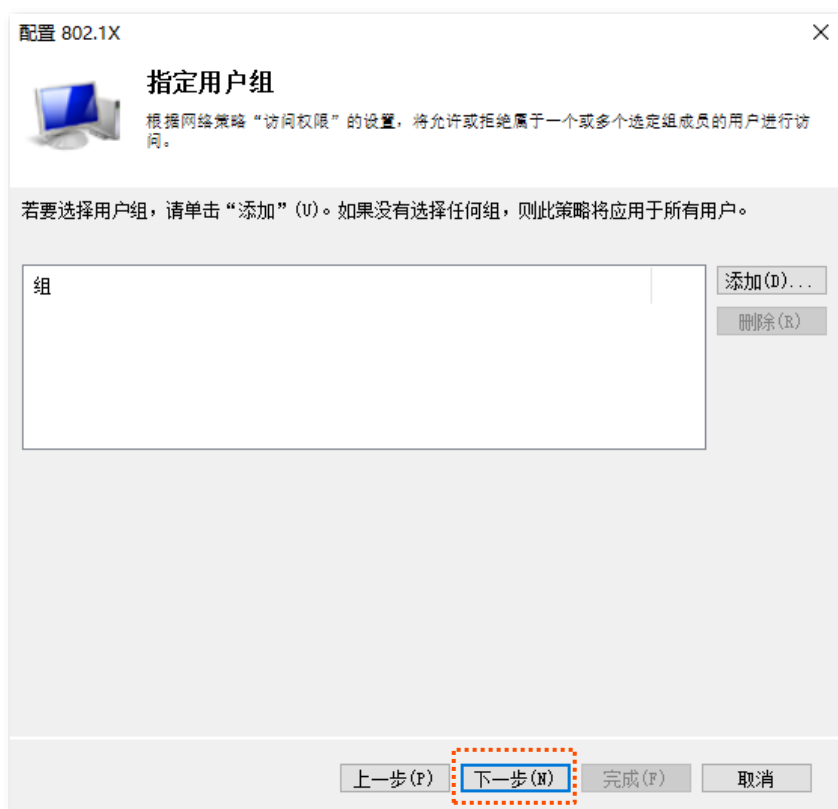 配置 802.1X
指定用户组
根据网络策略“访问权限”的设置，将允许或拒绝属于一个或多个选定组成员的用户进行访
问。
若要选择用户组，请单击“添加”(U)。如果没有选择任何组，则此策略将应用于所有用户。
组
添加(D)...
删除(R)
上一步(P) 下一步(N) 完成(F) 取消